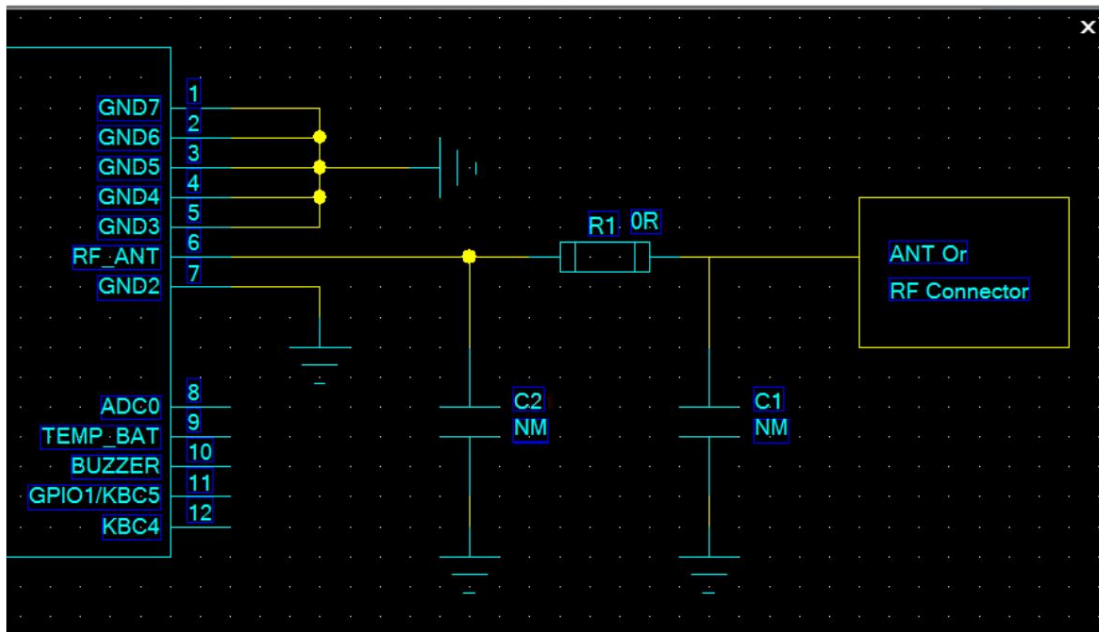 X
GND7 1
GND6 2
GND5 3
GND4 4
GND3 5
RF_ANT 6
GND2 7
ADC0 8
TEMP_BAT 9
BUZZER 10
GPIO1/KBC5 11
KBC4 12
R1 0R
ANT Or
RF Connector
C2
NM
C1
NM